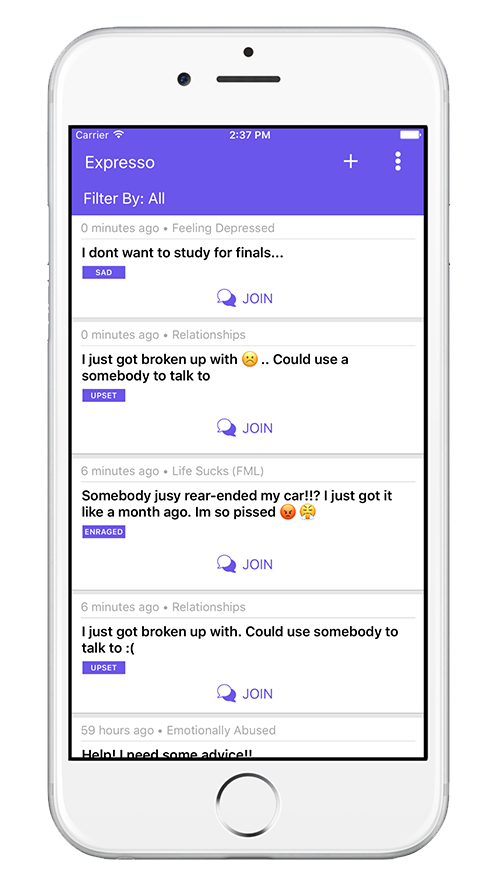 Carrier 2:37 PM
Expresso
Filter By: All
0 minutes ago • Feeling Depressed
I dont want to study for finals...
SAD
JOIN
0 minutes ago • Relationships
I just got broken up with ☹️ .. Could use a
somebody to talk to
UPSET
JOIN
6 minutes ago • Life Sucks (FML)
Somebody jusy rear-ended my car!!? I just got it
like a month ago. Im so pissed 😡 😤
ENRAGED
JOIN
6 minutes ago • Relationships
I just got broken up with. Could use somebody to
talk to :(
UPSET
JOIN
59 hours ago • Emotionally Abused
Help! I need some advice!!